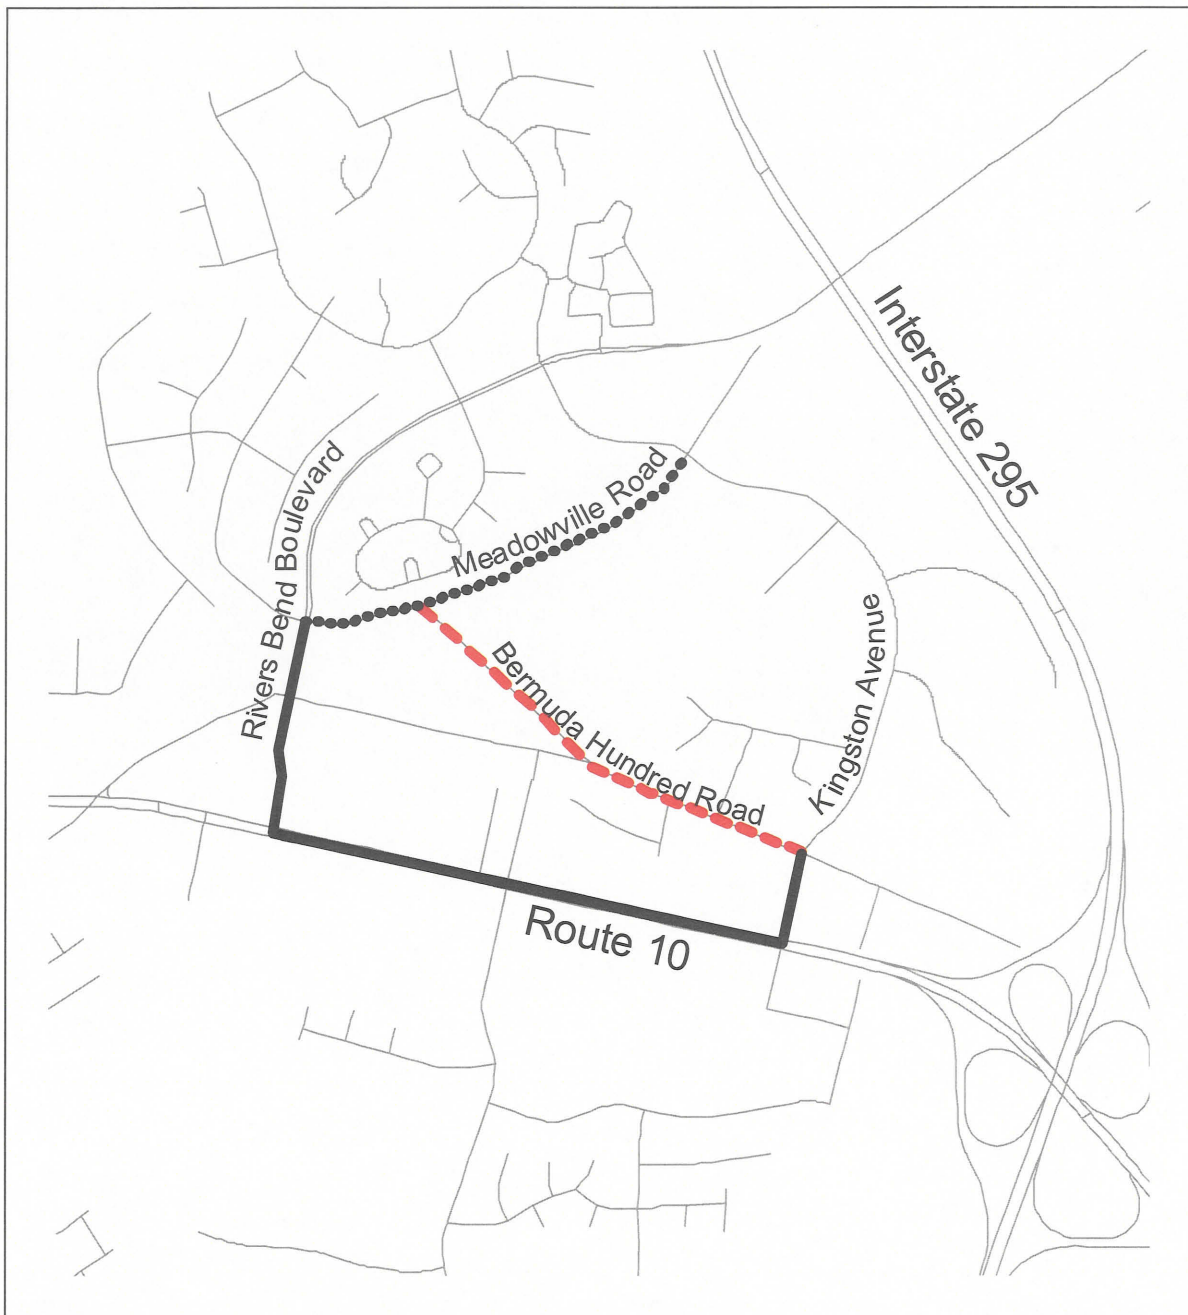 Interstate 295
Rivers Bend Boulevard
Meadowville Road
Bermuda Hundred Road
Kingston Avenue
Route 10